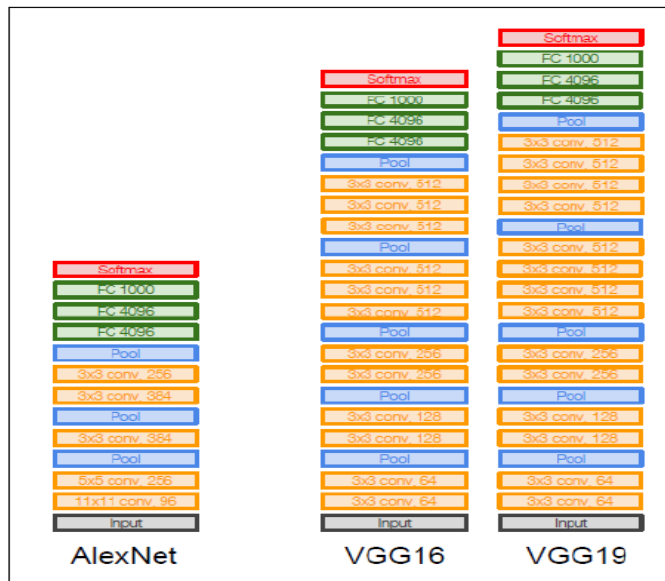 Softmax
FC 1000
FC 4096
FC 4096
Pool
3x3 conv, 256
3x3 conv, 384
Pool
3x3 conv, 384
Pool
5x5 conv, 256
11x11 conv, 96
Input
AlexNet
Softmax
FC 1000
FC 4096
FC 4096
Pool
3x3 conv, 512
3x3 conv, 512
3x3 conv, 512
Pool
3x3 conv, 512
3x3 conv, 512
3x3 conv, 512
Pool
3x3 conv, 256
3x3 conv, 256
Pool
3x3 conv, 128
3x3 conv, 128
Pool
3x3 conv, 64
3x3 conv, 64
Input
VGG16
Softmax
FC 1000
FC 4096
FC 4096
Pool
3x3 conv, 512
3x3 conv, 512
3x3 conv, 512
3x3 conv, 512
Pool
3x3 conv, 512
3x3 conv, 512
3x3 conv, 512
3x3 conv, 512
Pool
3x3 conv, 256
3x3 conv, 256
Pool
3x3 conv, 128
3x3 conv, 128
Pool
3x3 conv, 64
3x3 conv, 64
Input
VGG19